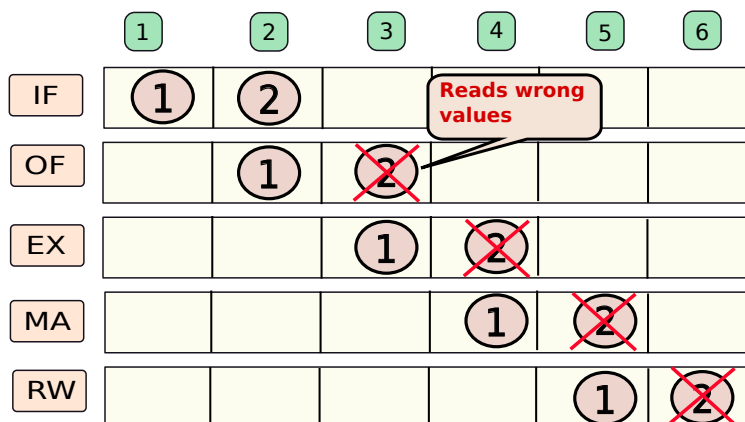 1 2 3 4 5 6
IF 1 2
Reads wrong
values
OF 1 2
EX 1 2
MA 1 2
RW 1 2